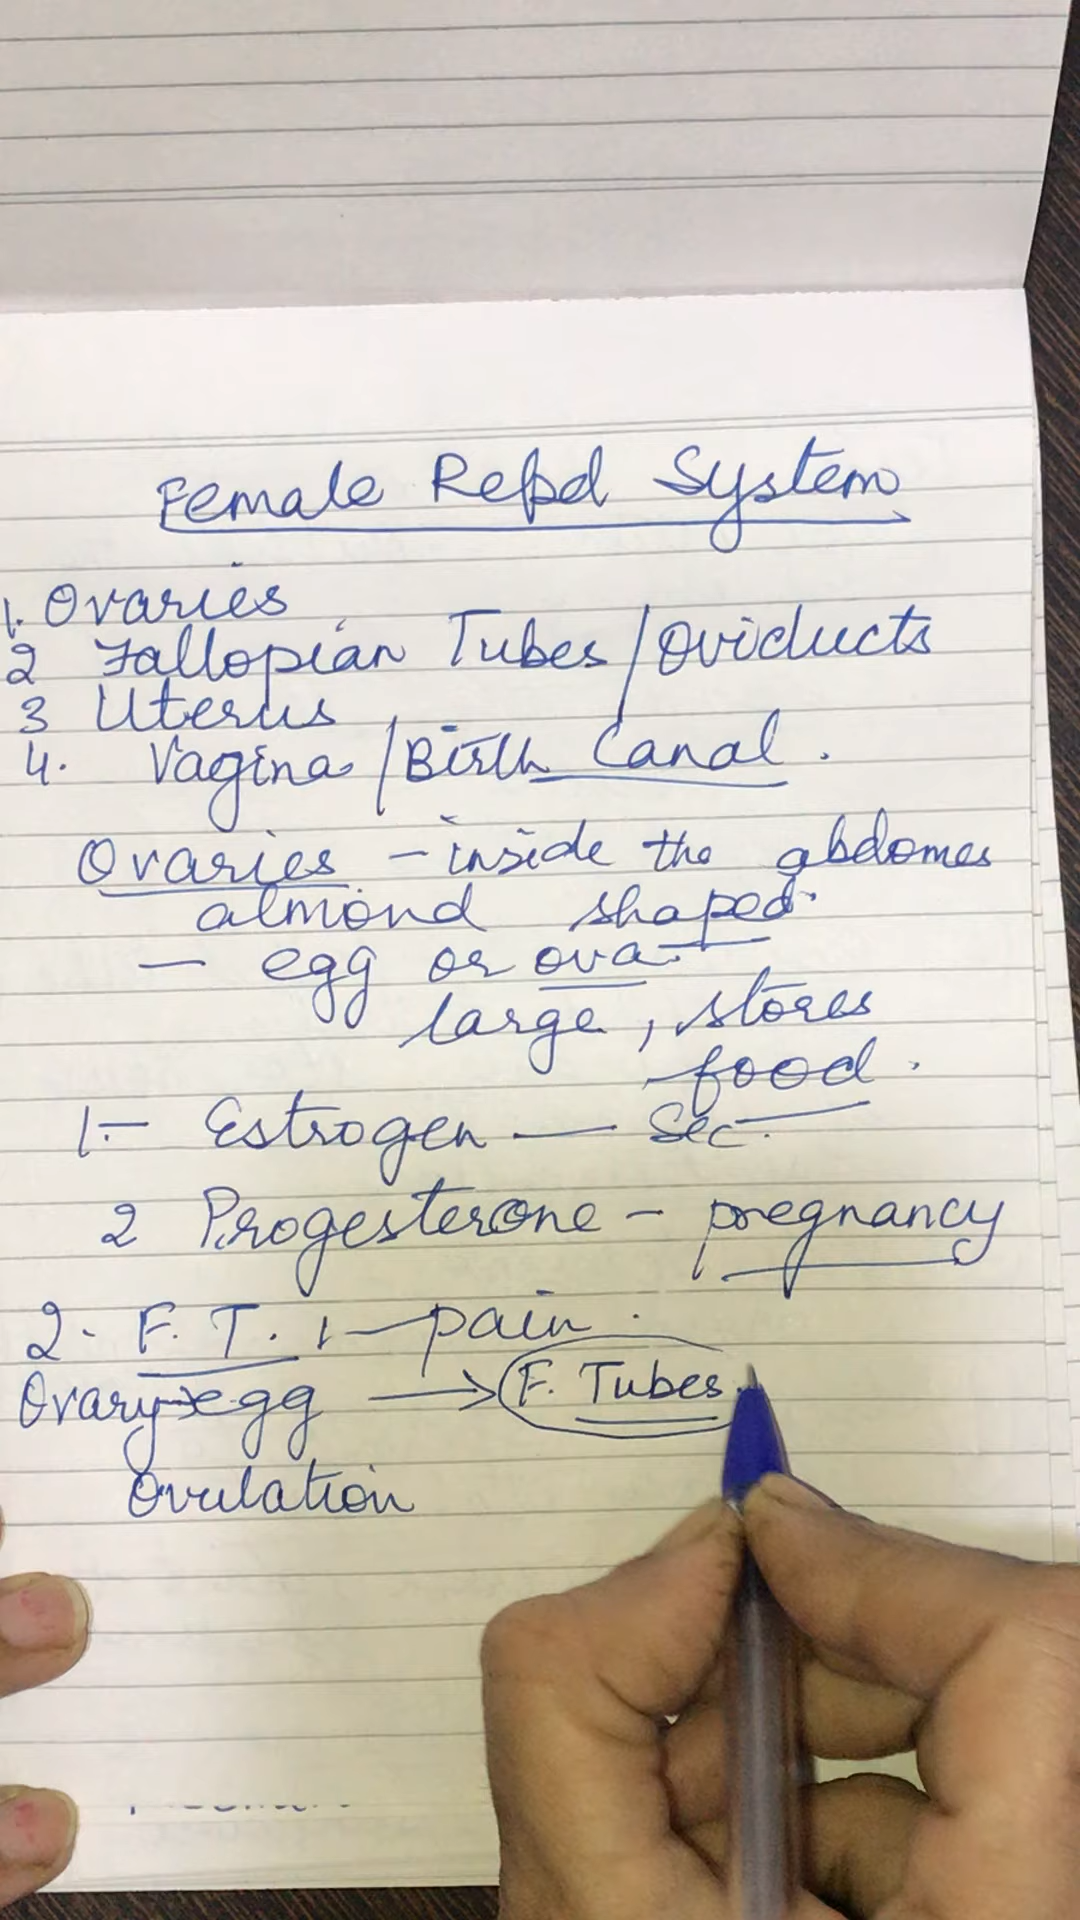 Female Repd System
1. Ovaries
2 Fallopian Tubes / Oviducts
3 Uterus
4. Vagina / Birth Canal.
Ovaries - inside the abdomen
almond shaped.
- egg or ova.
large, stores
food.
1.- Estrogen — Sec.
2 Progesterone - pregnancy
2. F. T. 1 - pain.
Ovary → egg → F. Tubes.
Ovulation